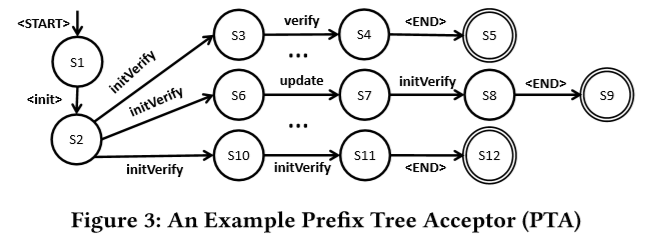 <START>
S1
<init>
S2
initVerify
S3
verify
S4
<END>
S5
...
initVerify
S6
update
S7
initVerify
S8
<END>
S9
...
initVerify
S10
initVerify
S11
<END>
S12
Figure 3: An Example Prefix Tree Acceptor (PTA)